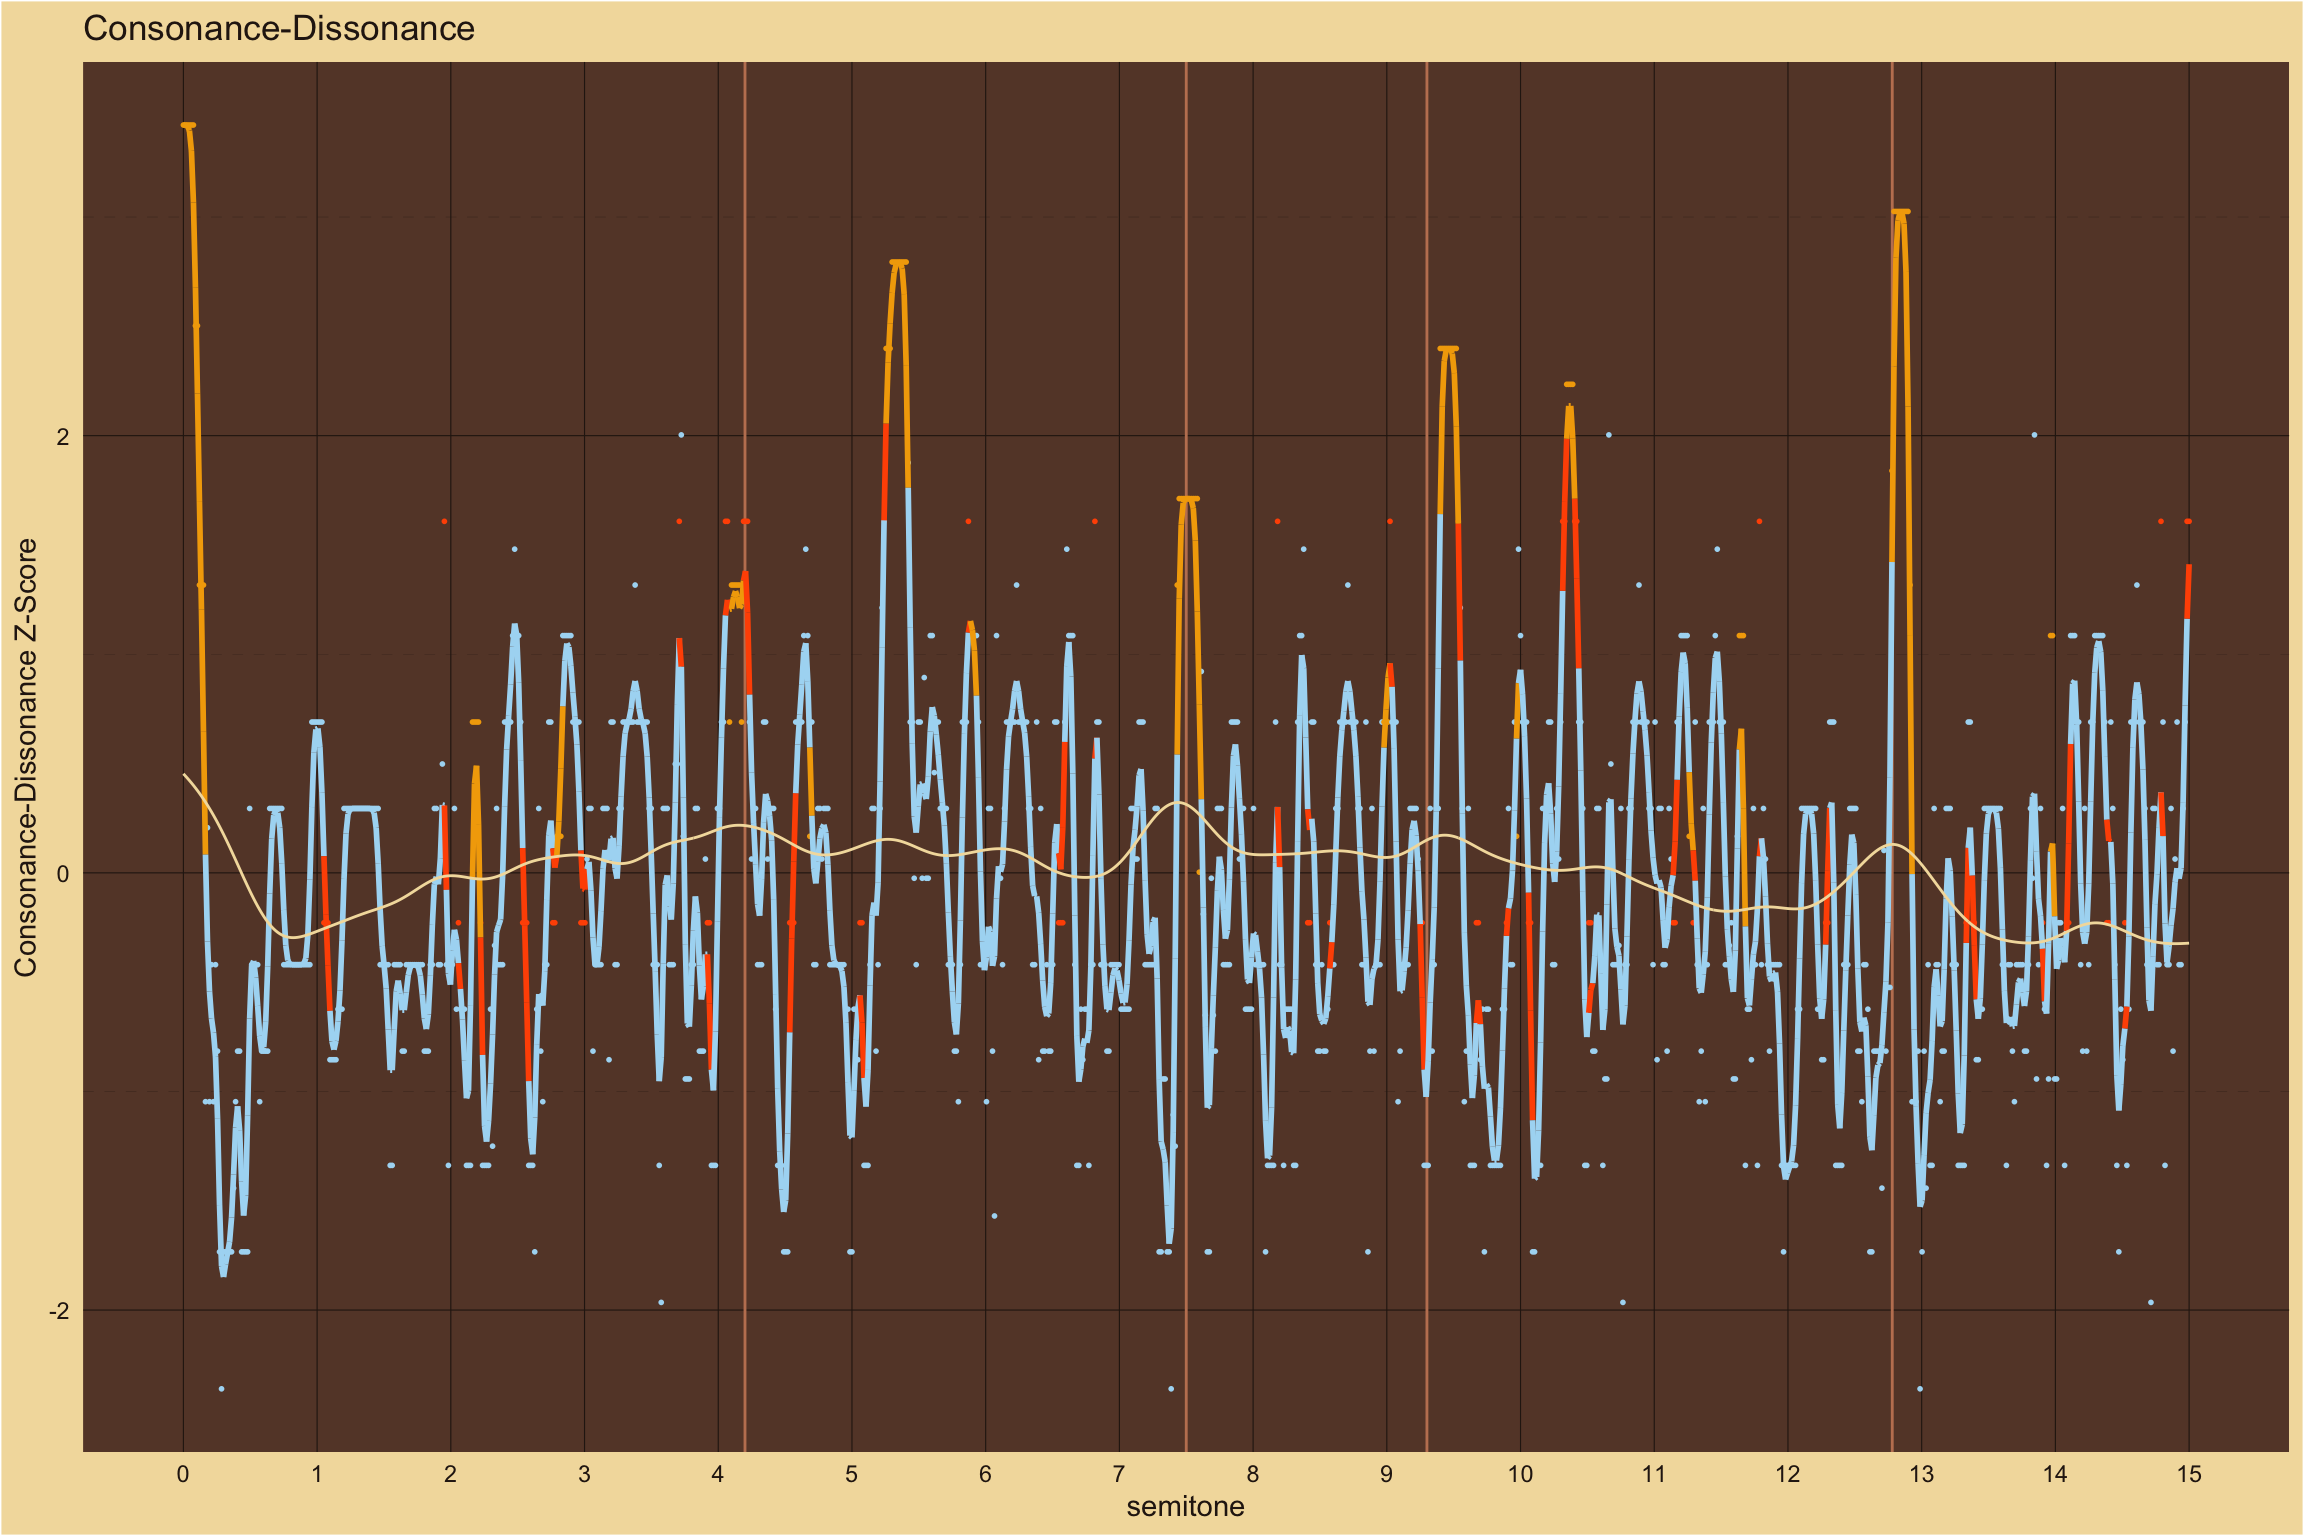 Consonance-Dissonance
Consonance-Dissonance Z-Score
2
0
-2
0 1 2 3 4 5 6 7 8 9 10 11 12 13 14 15
semitone